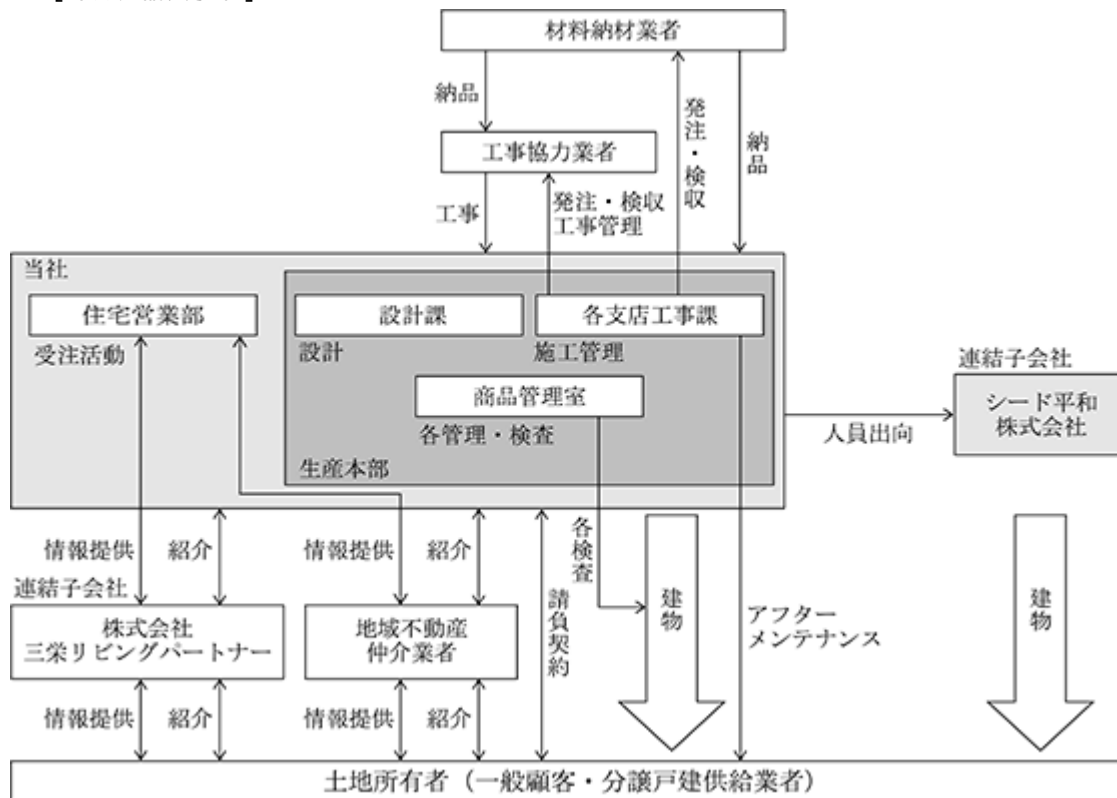 材料納材業者
納品
発注・検収
納品
工事協力業者
工事
発注・検収
工事管理
当社
住宅営業部
受注活動
設計課
設計
各支店工事課
施工管理
商品管理室
各管理・検査
生産本部
連結子会社
シード平和
株式会社
人員出向
情報提供
紹介
情報提供
紹介
請負契約
各検査
建物
アフター
メンテナンス
建物
連結子会社
株式会社
三栄リビングパートナー
地域不動産
仲介業者
情報提供
紹介
情報提供
紹介
土地所有者（一般顧客・分譲戸建供給業者）